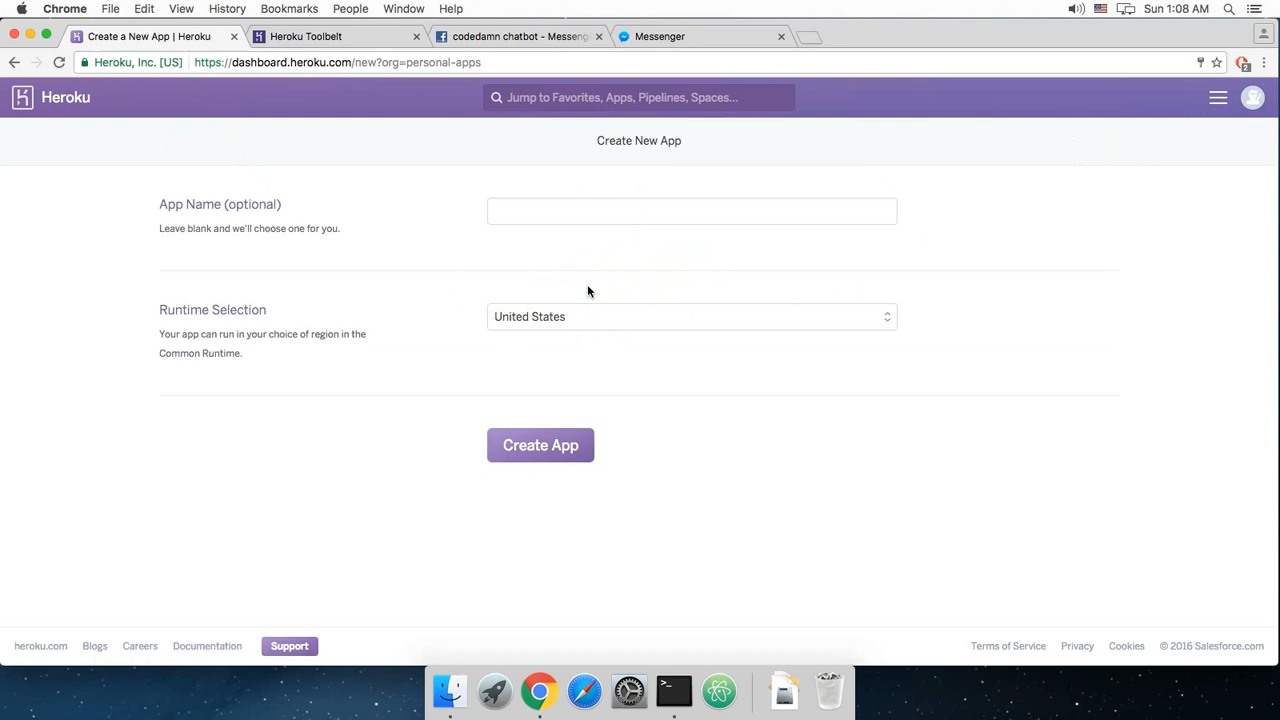 Chrome File Edit View History Bookmarks People Window Help Sun 1:08 AM
Create a New App | Heroku Heroku Toolbelt codedamn chatbot - Messeng Messenger
Heroku, Inc. [US] https://dashboard.heroku.com/new?org=personal-apps 2
Heroku Jump to Favorites, Apps, Pipelines, Spaces...
Create New App
App Name (optional)
Leave blank and we'll choose one for you.
Runtime Selection
United States
Your app can run in your choice of region in the
Common Runtime.
Create App
heroku.com Blogs Careers Documentation Support Terms of Service Privacy Cookies © 2016 Salesforce.com